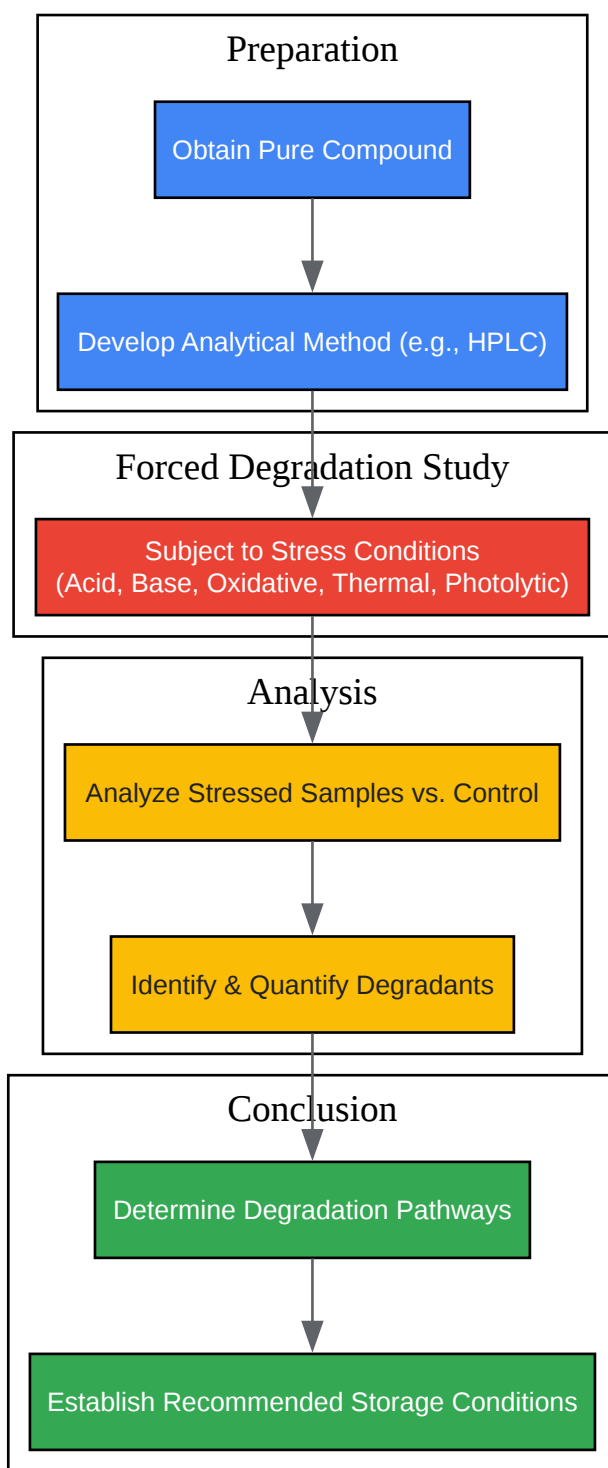 Preparation
Obtain Pure Compound
Develop Analytical Method (e.g., HPLC)
Forced Degradation Study
Subject to Stress Conditions
(Acid, Base, Oxidative, Thermal, Photolytic)
Analysis
Analyze Stressed Samples vs. Control
Identify & Quantify Degradants
Conclusion
Determine Degradation Pathways
Establish Recommended Storage Conditions